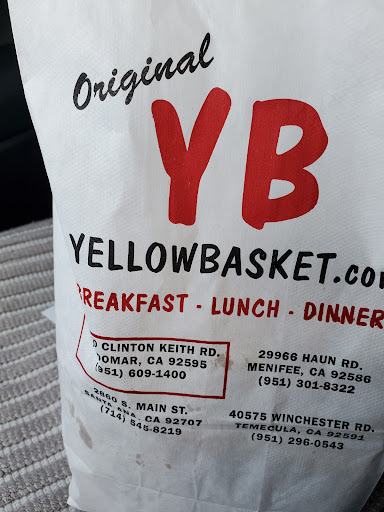 Original
YB
YELLOWBASKET.co
BREAKFAST - LUNCH - DINNER
CLINTON KEITH RD.
DOMAR, CA 92595
(951) 609-1400
29966 HAUN RD.
MENIFEE, CA 92586
(951) 301-8322
2860 S. MAIN ST.
SANTA ANA, CA 92707
(714) 545-8219
40575 WINCHESTER RD.
TEMECULA, CA 92591
(951) 296-0543